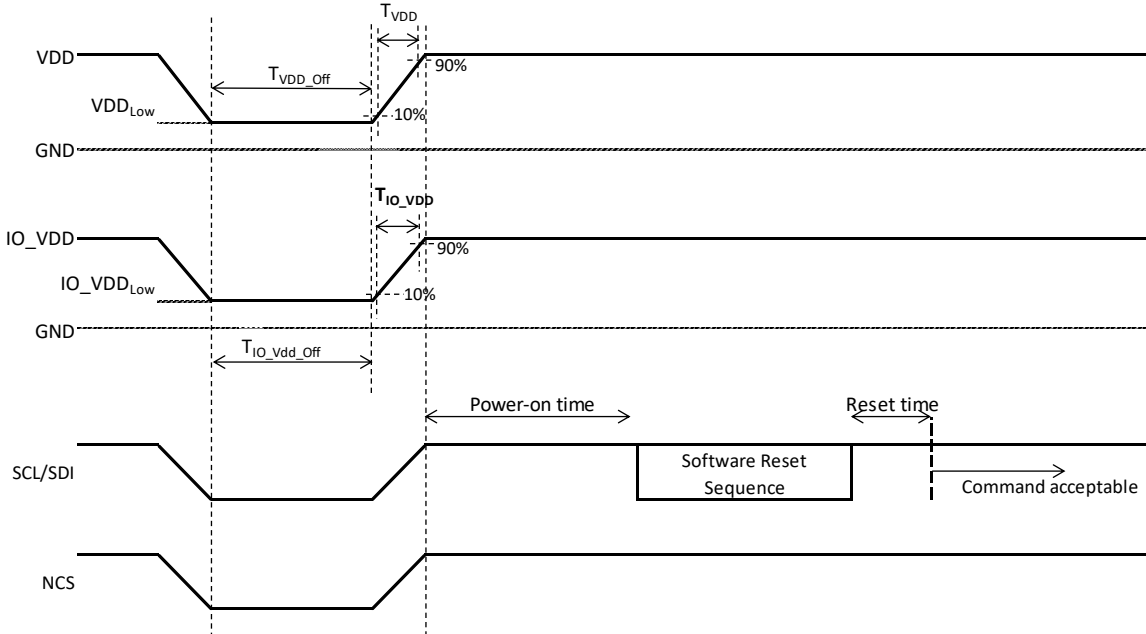 T_VDD
VDD
90%
T_VDD_Off
VDD_Low
10%
GND
T_IO_VDD
IO_VDD
90%
IO_VDD_Low
10%
GND
T_IO_Vdd_Off
Power-on time
Reset time
SCL/SDI
Software Reset
Sequence
Command acceptable
NCS